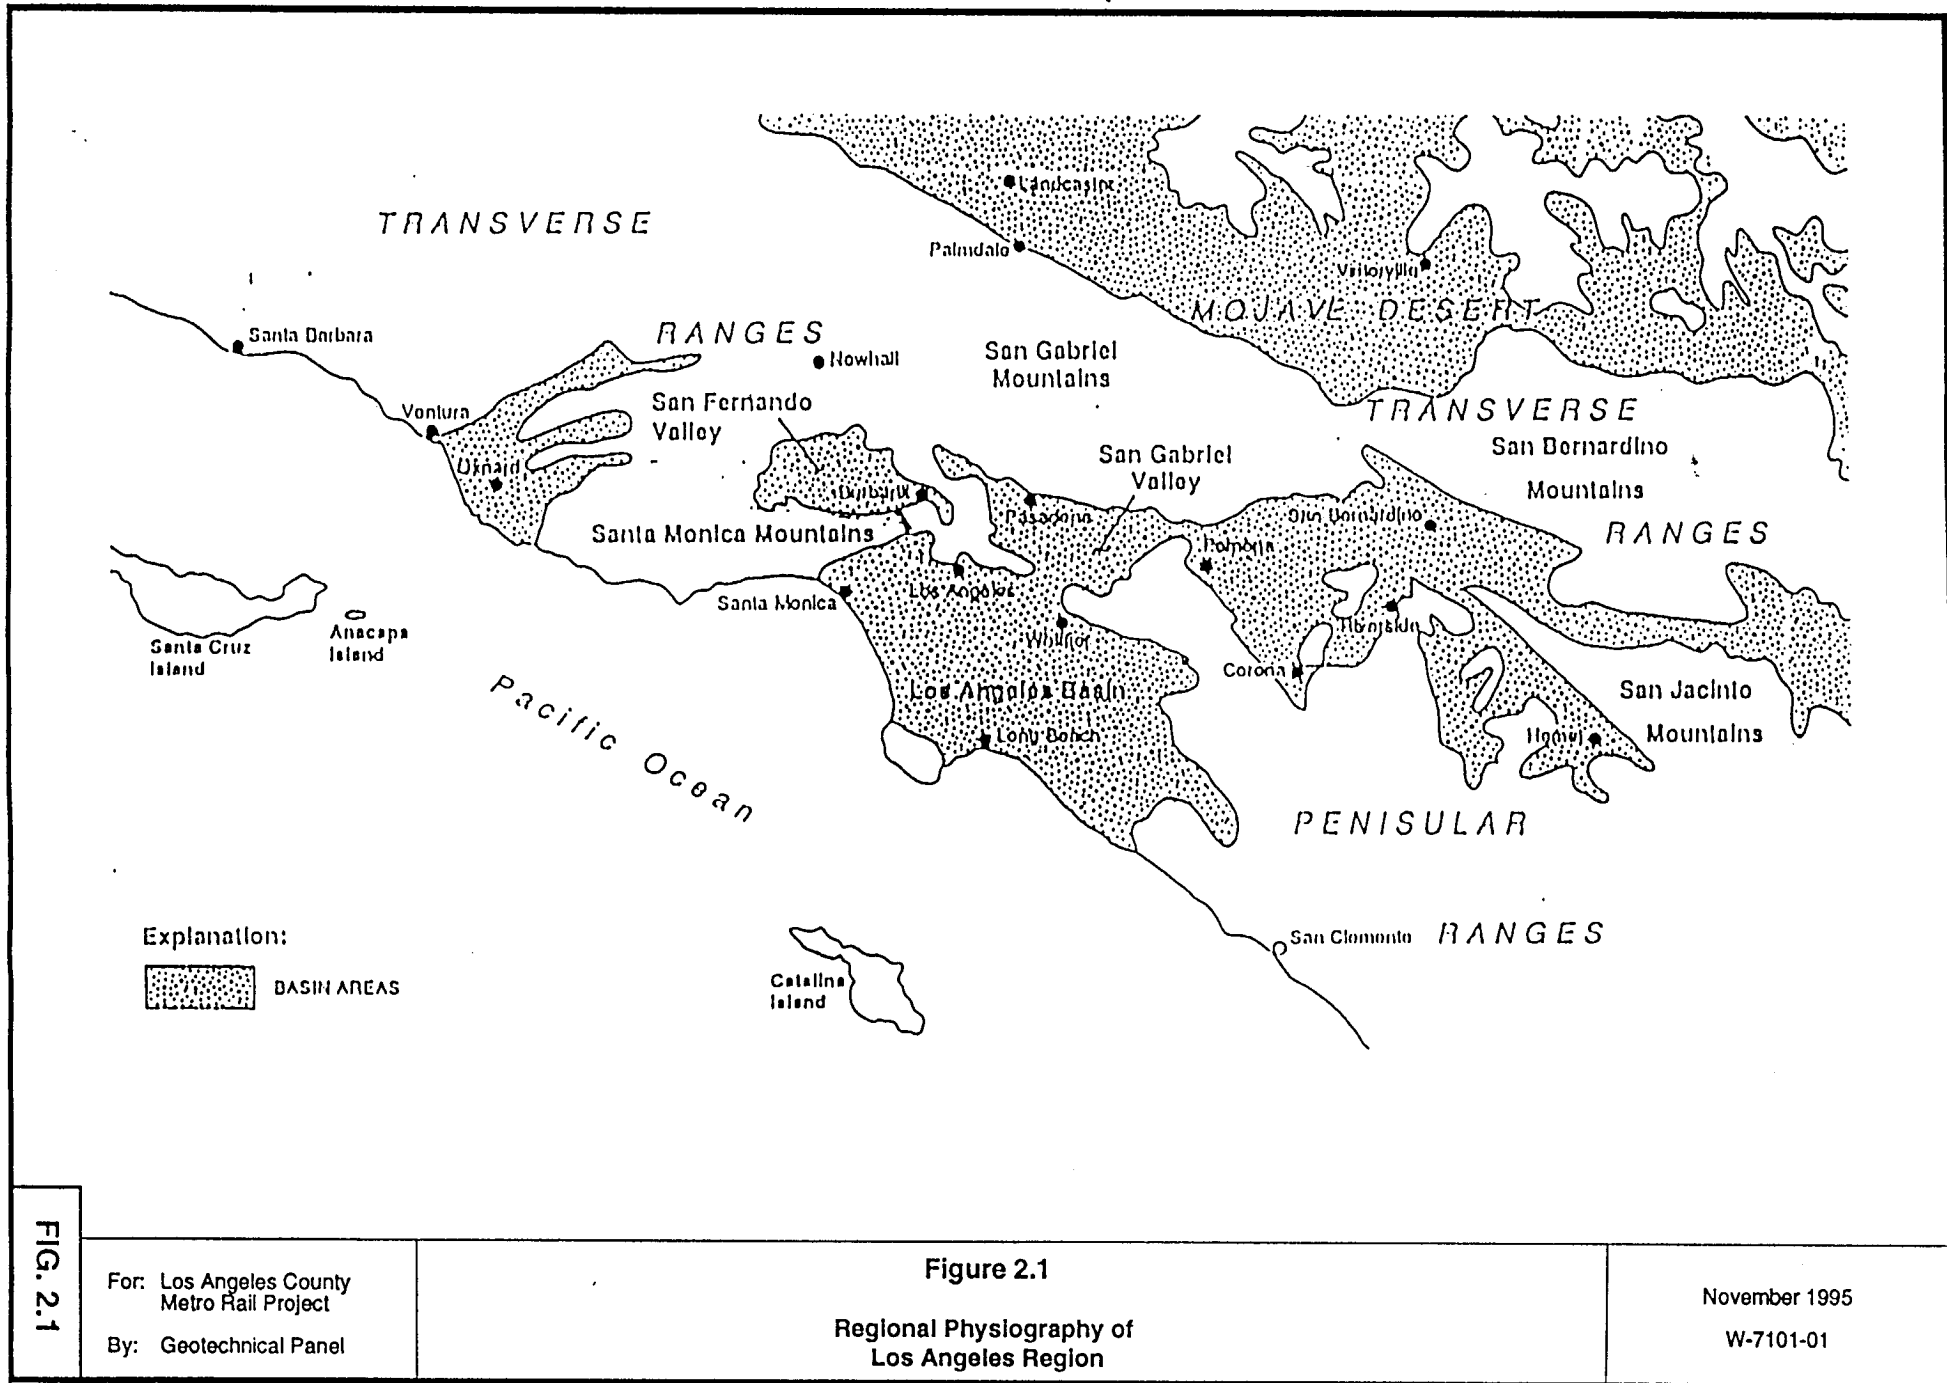 TRANSVERSE
RANGES
Palmdale
MOJAVE DESERT
Santa Barbara
Newhall
San Gabriel
Mountains
Ventura
San Fernando
Valley
TRANSVERSE
San Bernardino
Mountains
RANGES
Oxnard
Burbank
San Gabriel
Valley
Pasadena
San Bernardino
Santa Monica Mountains
Pomona
Santa Monica
Los Angeles
Whittier
Santa Cruz
Island
Anacapa
Island
Corona
Pacific Ocean
Los Angeles Basin
Long Beach
San Jacinto
Mountains
Hemet
PENISULAR
RANGES
San Clemente
Explanation:
BASIN AREAS
Catalina
Island
FIG. 2.1
For: Los Angeles County
Metro Rail Project
By: Geotechnical Panel
Figure 2.1
Regional Physiography of
Los Angeles Region
November 1995
W-7101-01